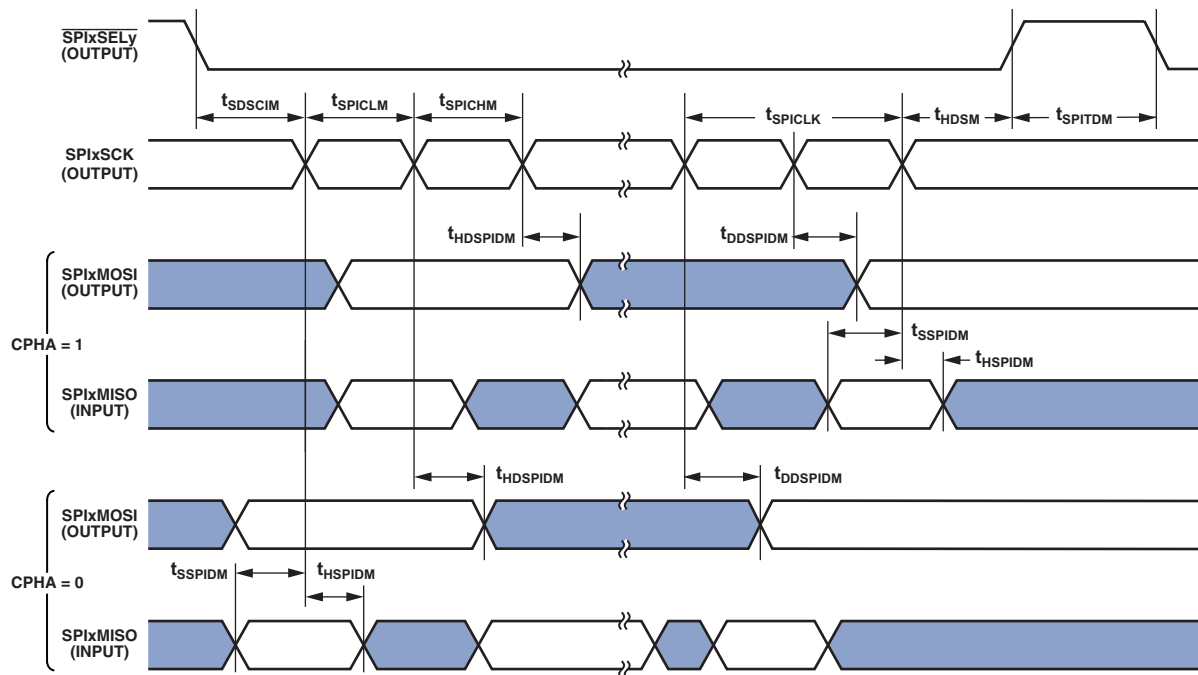 SPIxSELy
(OUTPUT)
tSDSCIM
tSPICLM
tSPICHM
tSPICLK
tHDSM
tSPITDM
SPIxSCK
(OUTPUT)
tHDSPIDM
tDDSPIDM
SPIxMOSI
(OUTPUT)
CPHA = 1
tSSPIDM
tHSPIDM
SPIxMISO
(INPUT)
tHDSPIDM
tDDSPIDM
SPIxMOSI
(OUTPUT)
CPHA = 0
tSSPIDM
tHSPIDM
SPIxMISO
(INPUT)